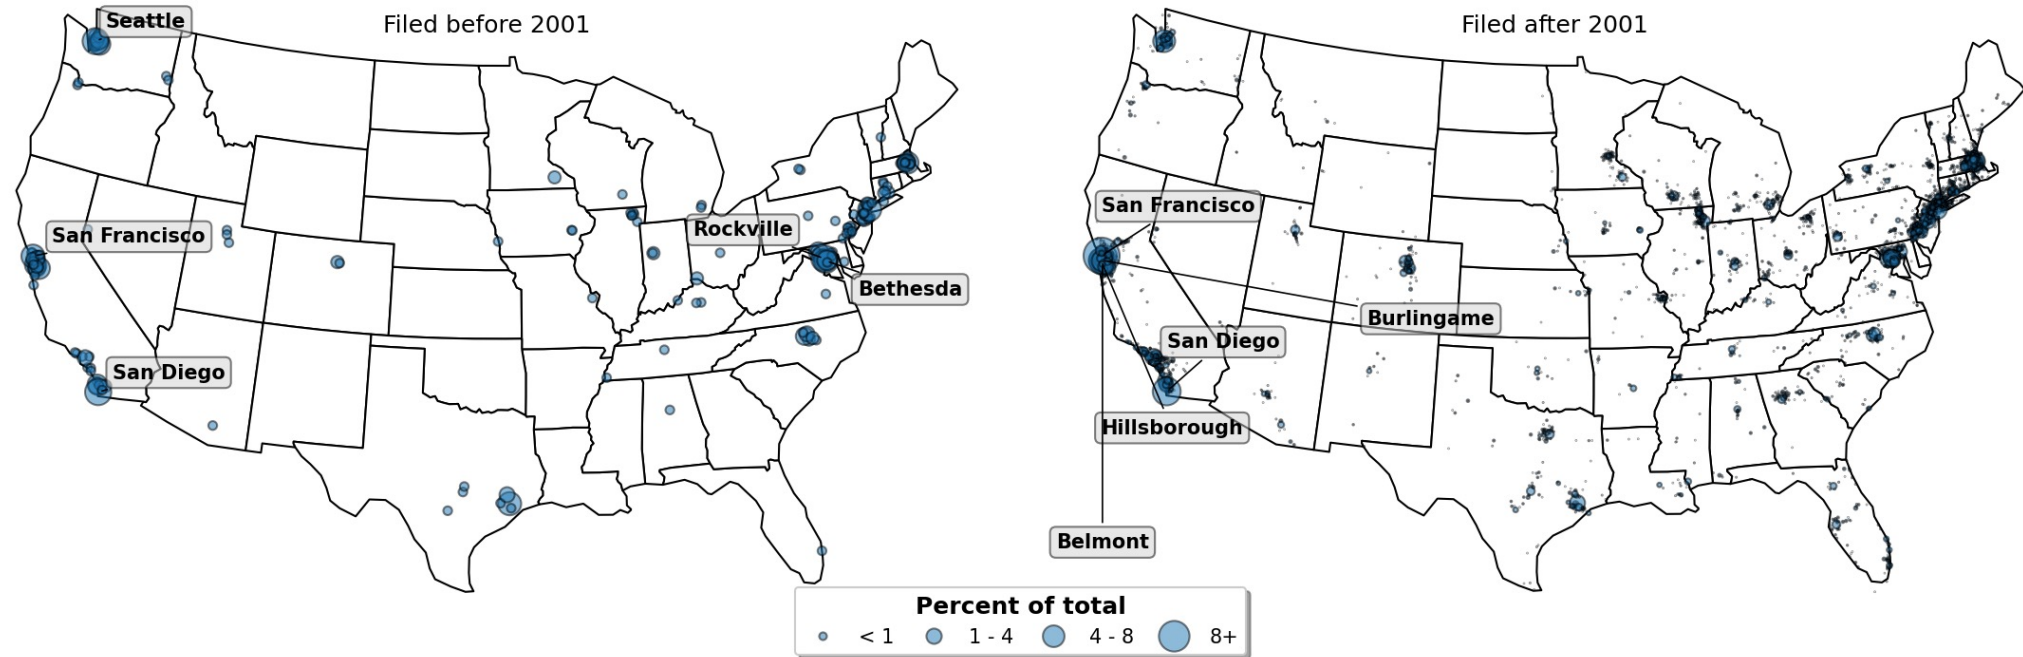 Filed before 2001
Seattle
San Francisco
Rockville
Bethesda
San Diego
Filed after 2001
San Francisco
Burlingame
San Diego
Hillsborough
Belmont
Percent of total
< 1
1 - 4
4 - 8
8+